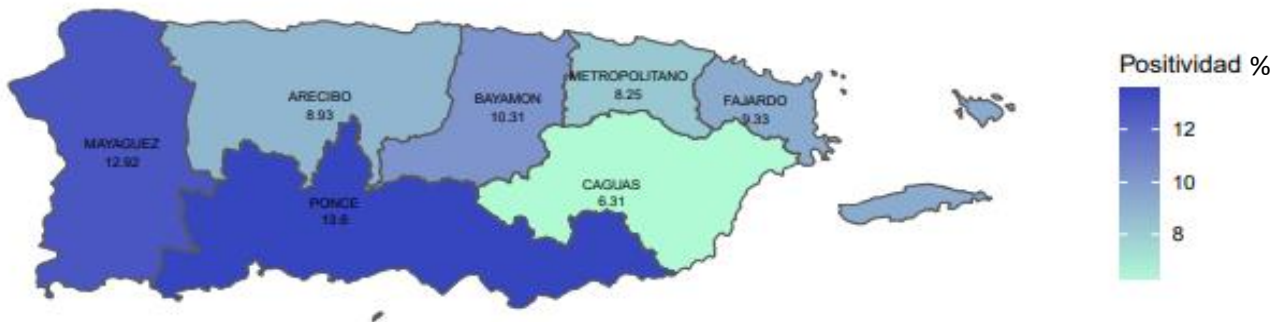 Positividad %
METROPOLITANO
8.25
ARECIBO
8.93
BAYAMON
10.31
FAJARDO
9.33
12
MAYAGUEZ
12.92
10
CAGUAS
6.31
PONCE
13.6
8